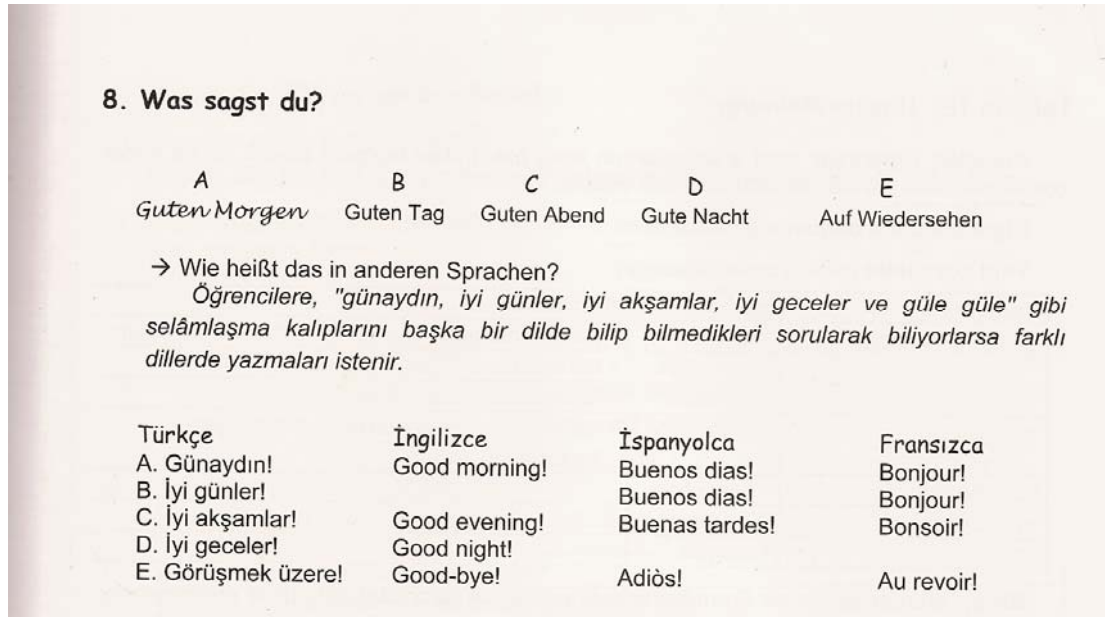 8. Was sagst du?
A B C D E
Guten Morgen Guten Tag Guten Abend Gute Nacht Auf Wiedersehen
→ Wie heißt das in anderen Sprachen?
Öğrencilere, "günaydın, iyi günler, iyi akşamlar, iyi geceler ve güle güle" gibi
selâmlaşma kalıplarını başka bir dilde bilip bilmedikleri sorularak biliyorlarsa farklı
dillerde yazmaları istenir.
Türkçe İngilizce İspanyolca Fransızca
A. Günaydın! Good morning! Buenos dias! Bonjour!
B. İyi günler! Buenos dias! Bonjour!
C. İyi akşamlar! Good evening! Buenas tardes! Bonsoir!
D. İyi geceler! Good night!
E. Görüşmek üzere! Good-bye! Adiòs! Au revoir!